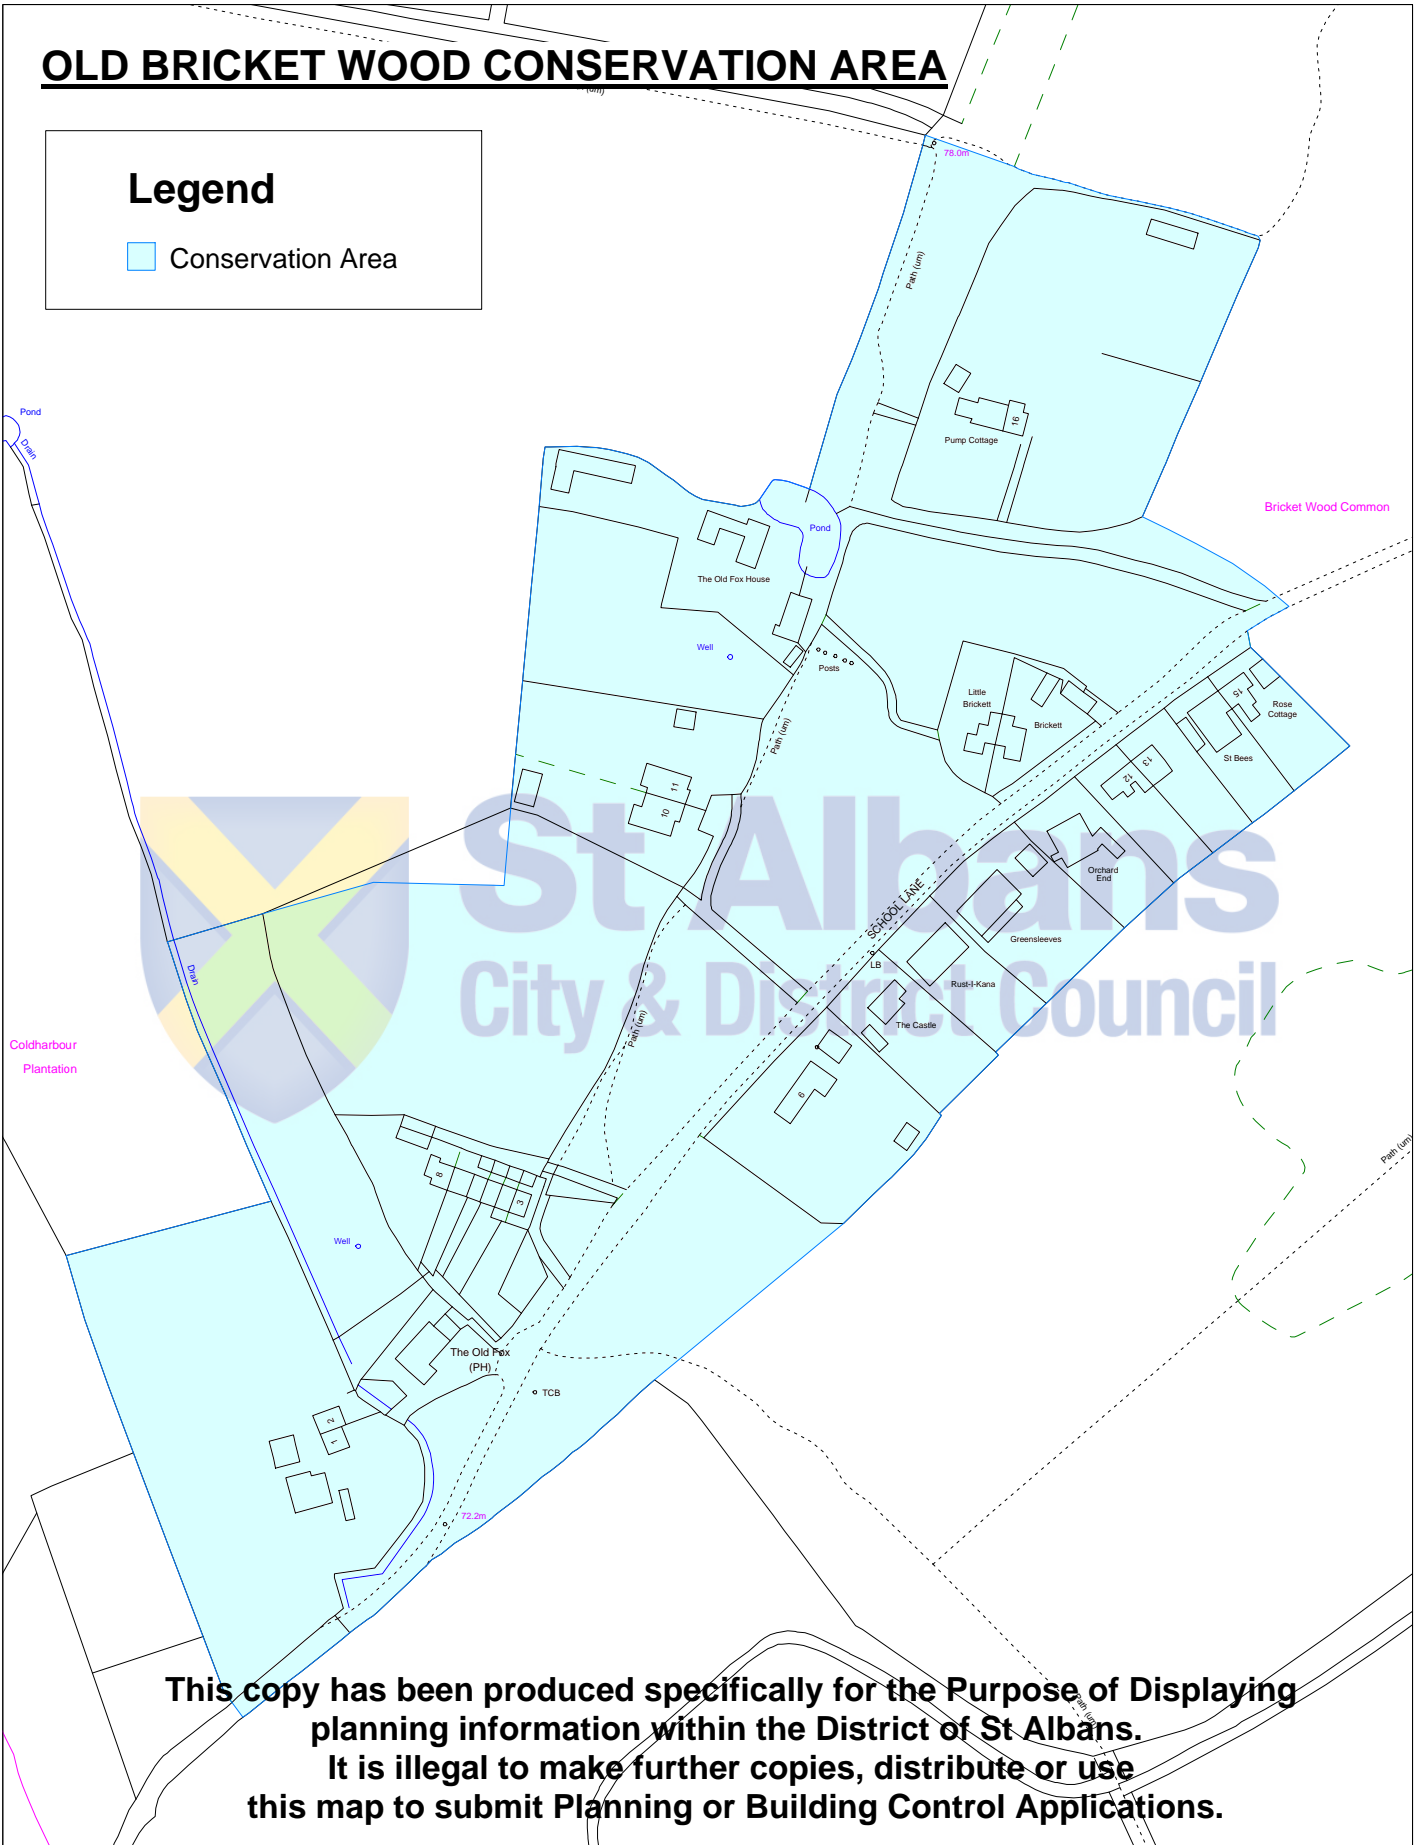 OLD BRICKET WOOD CONSERVATION AREA
(um)
Legend
Conservation Area
78.0m
Path (um)
Pond
Drain
16
Pump Cottage
Bricket Wood Common
Pond
The Old Fox House
Well
Posts
Little
Brickett
Brickett
15
Rose
Cottage
St Bees
Path (um)
13
12
11
10
St Albans
City & District Council
Orchard
End
SCHOOL LANE
Greensleeves
LB
Rust-I-Kana
Drain
The Castle
Path (um)
Coldharbour
Plantation
6
Path (um)
8
3
Well
The Old Fox
(PH)
TCB
2
1
72.2m
Path (um)
This copy has been produced specifically for the Purpose of Displaying
planning information within the District of St Albans.
It is illegal to make further copies, distribute or use
this map to submit Planning or Building Control Applications.